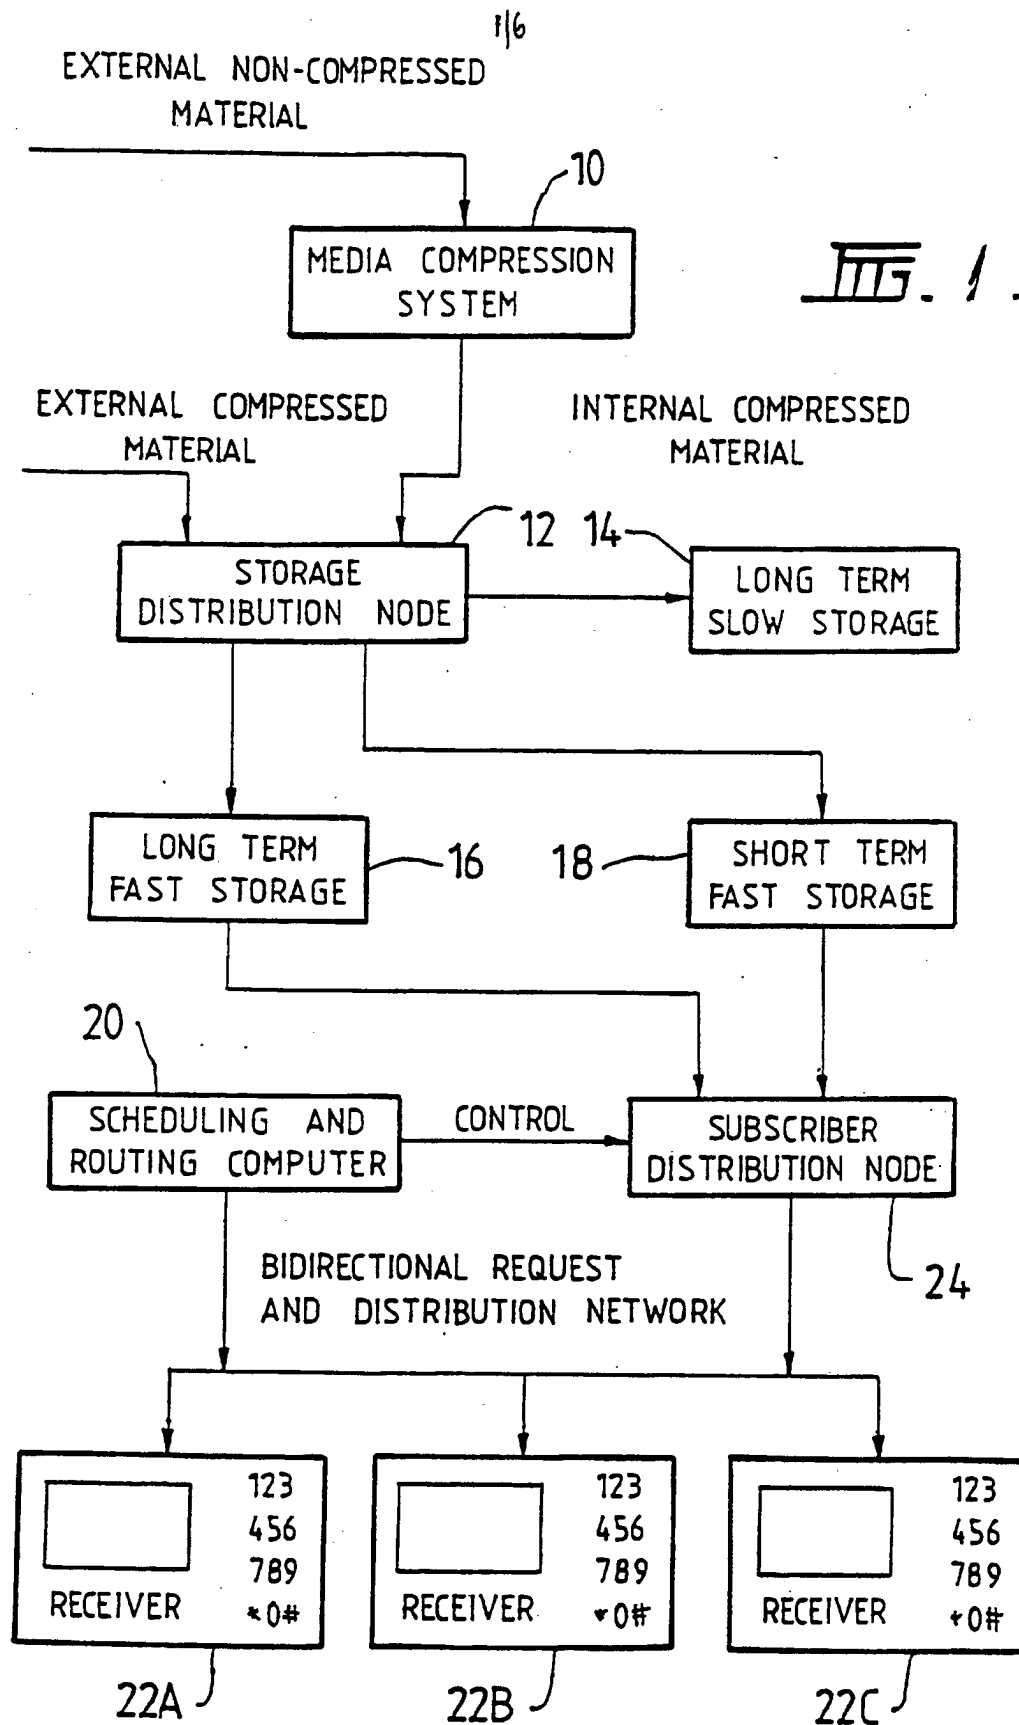 1/6
EXTERNAL NON-COMPRESSED
MATERIAL
10
MEDIA COMPRESSION
SYSTEM
FIG. 1.
EXTERNAL COMPRESSED
MATERIAL
INTERNAL COMPRESSED
MATERIAL
12
14
STORAGE
DISTRIBUTION NODE
LONG TERM
SLOW STORAGE
LONG TERM
FAST STORAGE
16
18
SHORT TERM
FAST STORAGE
20
SCHEDULING AND
ROUTING COMPUTER
CONTROL
SUBSCRIBER
DISTRIBUTION NODE
24
BIDIRECTIONAL REQUEST
AND DISTRIBUTION NETWORK
123
456
789
*0#
RECEIVER
22A
123
456
789
*0#
RECEIVER
22B
123
456
789
*0#
RECEIVER
22C